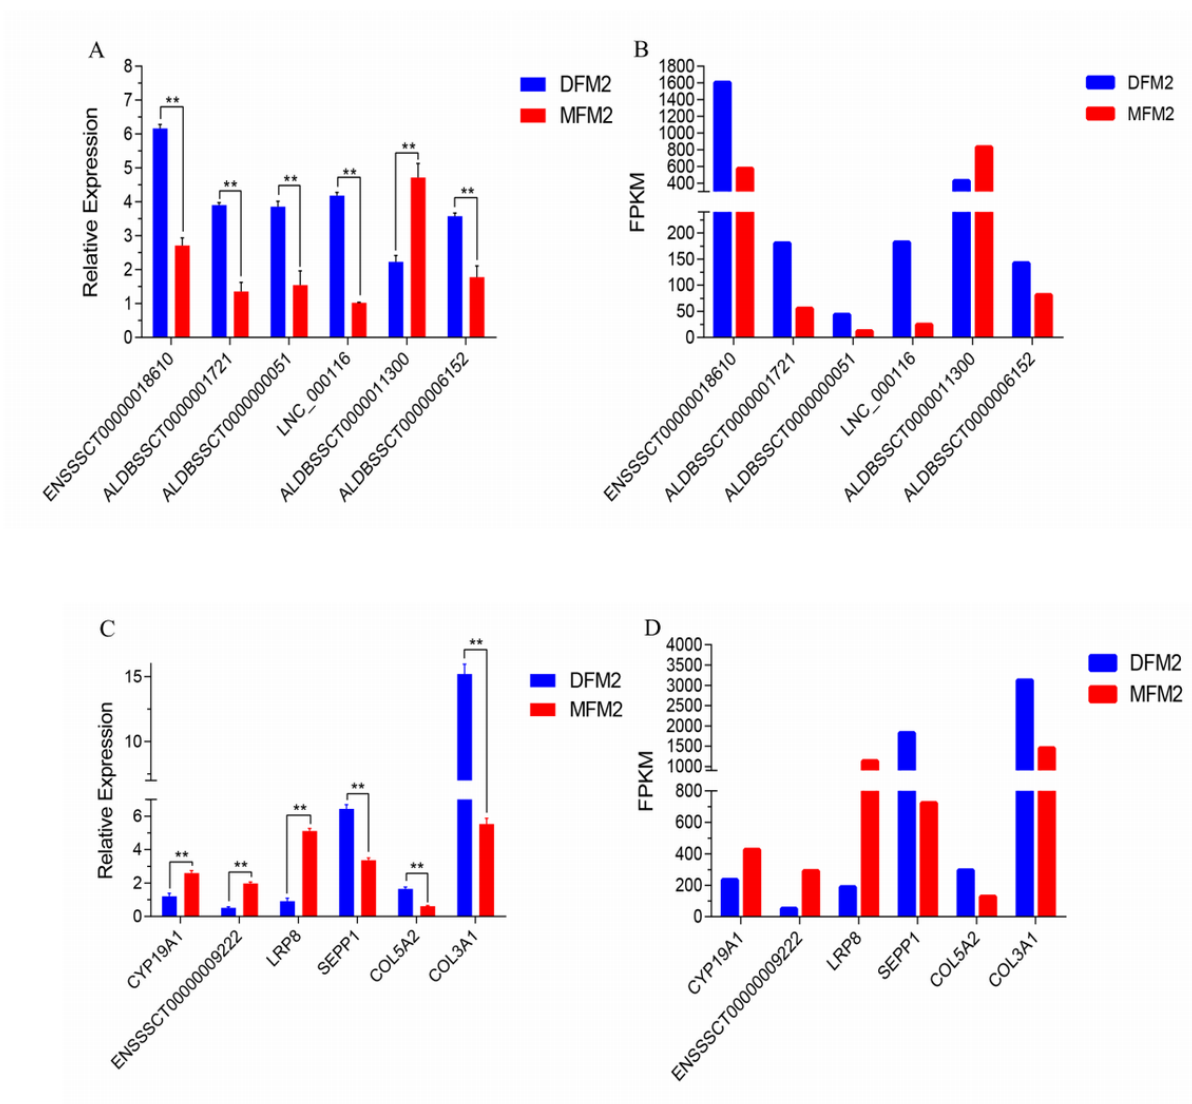 A
8
7
6
5
4
3
2
1
0
Relative Expression
**
**
**
**
**
**
DFM2
MFM2
ENSSSCT00000018610
ALDBSSCT0000001721
ALDBSSCT0000000051
LNC_000116
ALDBSSCT0000011300
ALDBSSCT0000006152
B
1800
1600
1400
1200
1000
800
600
400
200
150
100
50
0
FPKM
DFM2
MFM2
ENSSSCT00000018610
ALDBSSCT0000001721
ALDBSSCT0000000051
LNC_000116
ALDBSSCT0000011300
ALDBSSCT0000006152
C
15
10
6
4
2
0
Relative Expression
**
**
**
**
**
**
DFM2
MFM2
CYP19A1
ENSSSCT00000009222
LRP8
SEPP1
COL5A2
COL3A1
D
4000
3500
3000
2500
2000
1500
1000
800
600
400
200
0
FPKM
DFM2
MFM2
CYP19A1
ENSSSCT00000009222
LRP8
SEPP1
COL5A2
COL3A1